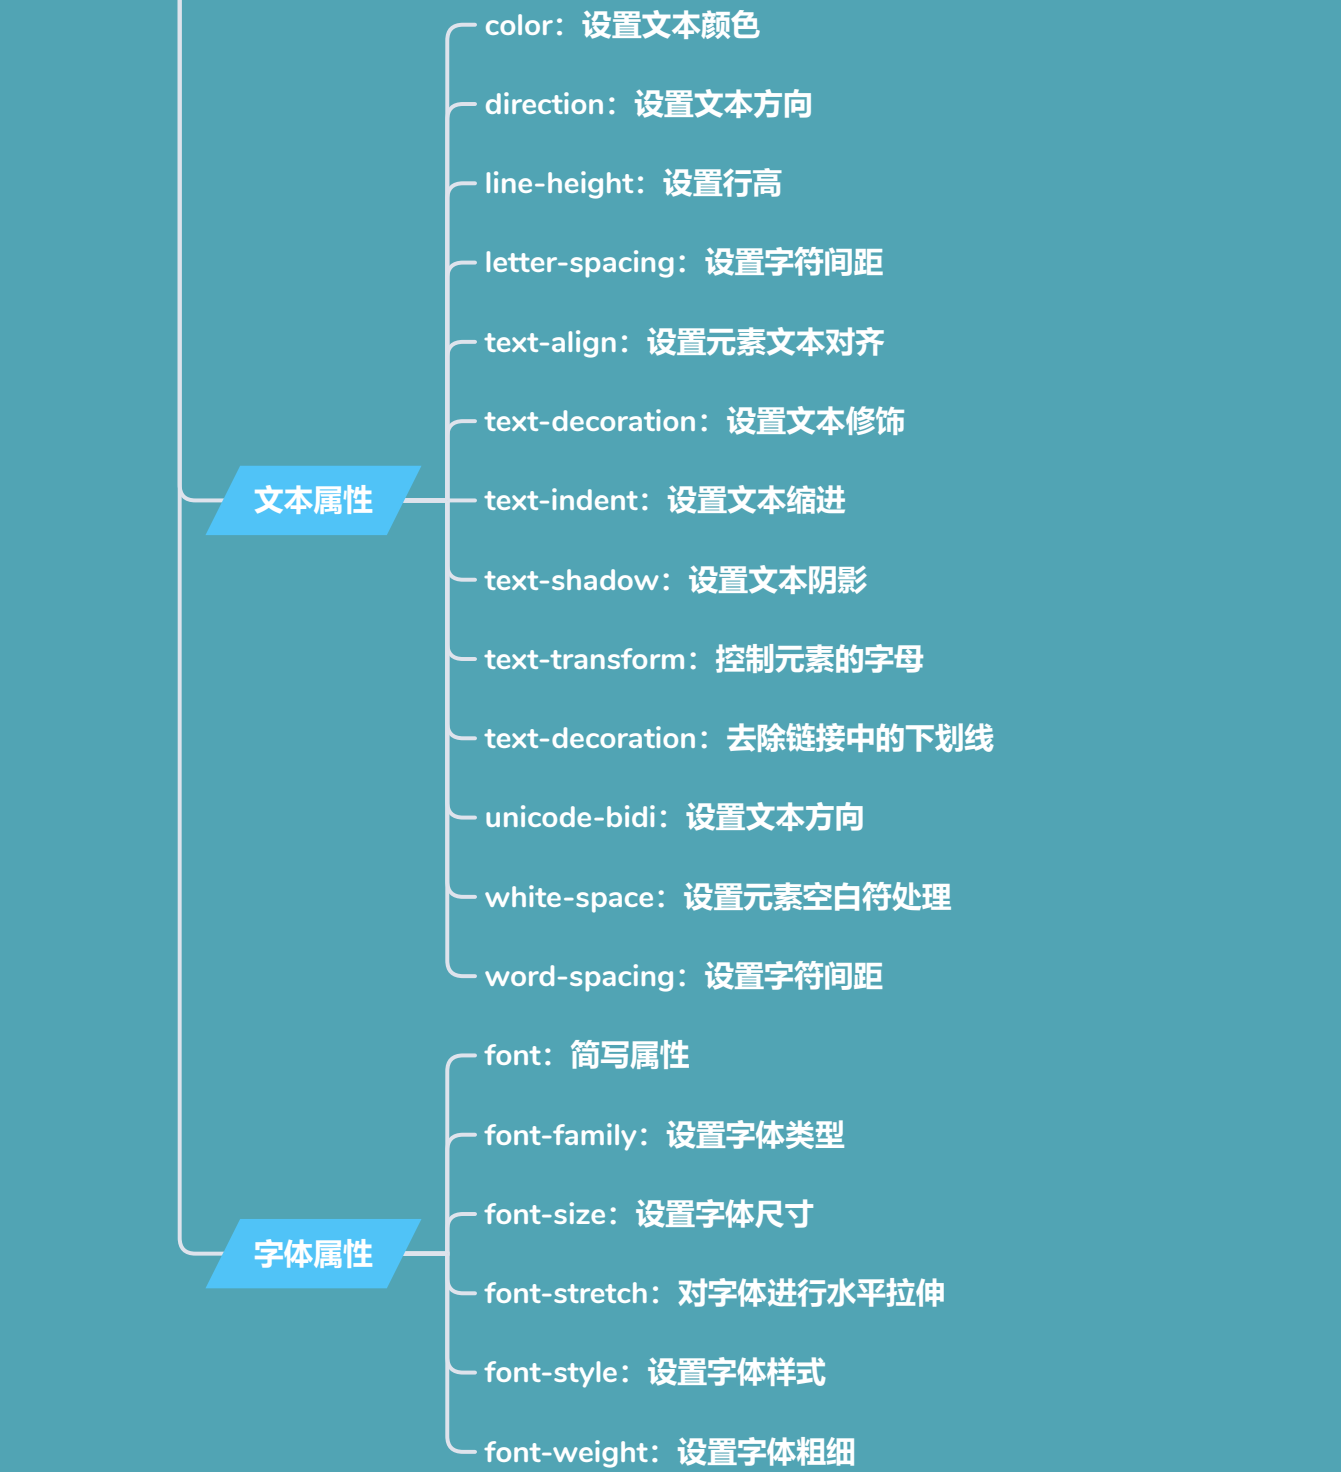 color：设置文本颜色
direction：设置文本方向
line-height：设置行高
letter-spacing：设置字符间距
text-align：设置元素文本对齐
text-decoration：设置文本修饰
文本属性
text-indent：设置文本缩进
text-shadow：设置文本阴影
text-transform：控制元素的字母
text-decoration：去除链接中的下划线
unicode-bidi：设置文本方向
white-space：设置元素空白符处理
word-spacing：设置字符间距
font：简写属性
font-family：设置字体类型
font-size：设置字体尺寸
字体属性
font-stretch：对字体进行水平拉伸
font-style：设置字体样式
font-weight：设置字体粗细